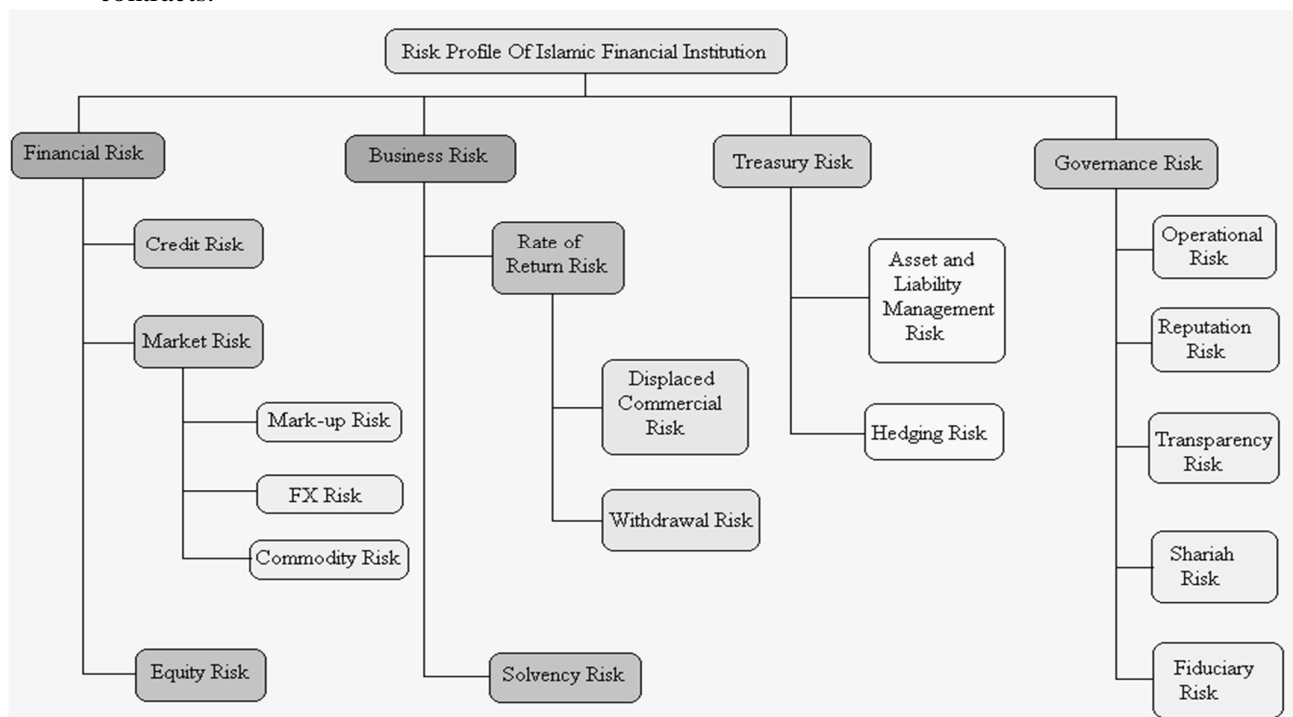 contracts.
Risk Profile Of Islamic Financial Institution
Financial Risk
Business Risk
Treasury Risk
Governance Risk
Credit Risk
Market Risk
Mark-up Risk
FX Risk
Commodity Risk
Equity Risk
Rate of
Return Risk
Displaced
Commercial
Risk
Withdrawal Risk
Solvency Risk
Asset and
Liability
Management
Risk
Hedging Risk
Operational
Risk
Reputation
Risk
Transparency
Risk
Shariah
Risk
Fiduciary
Risk